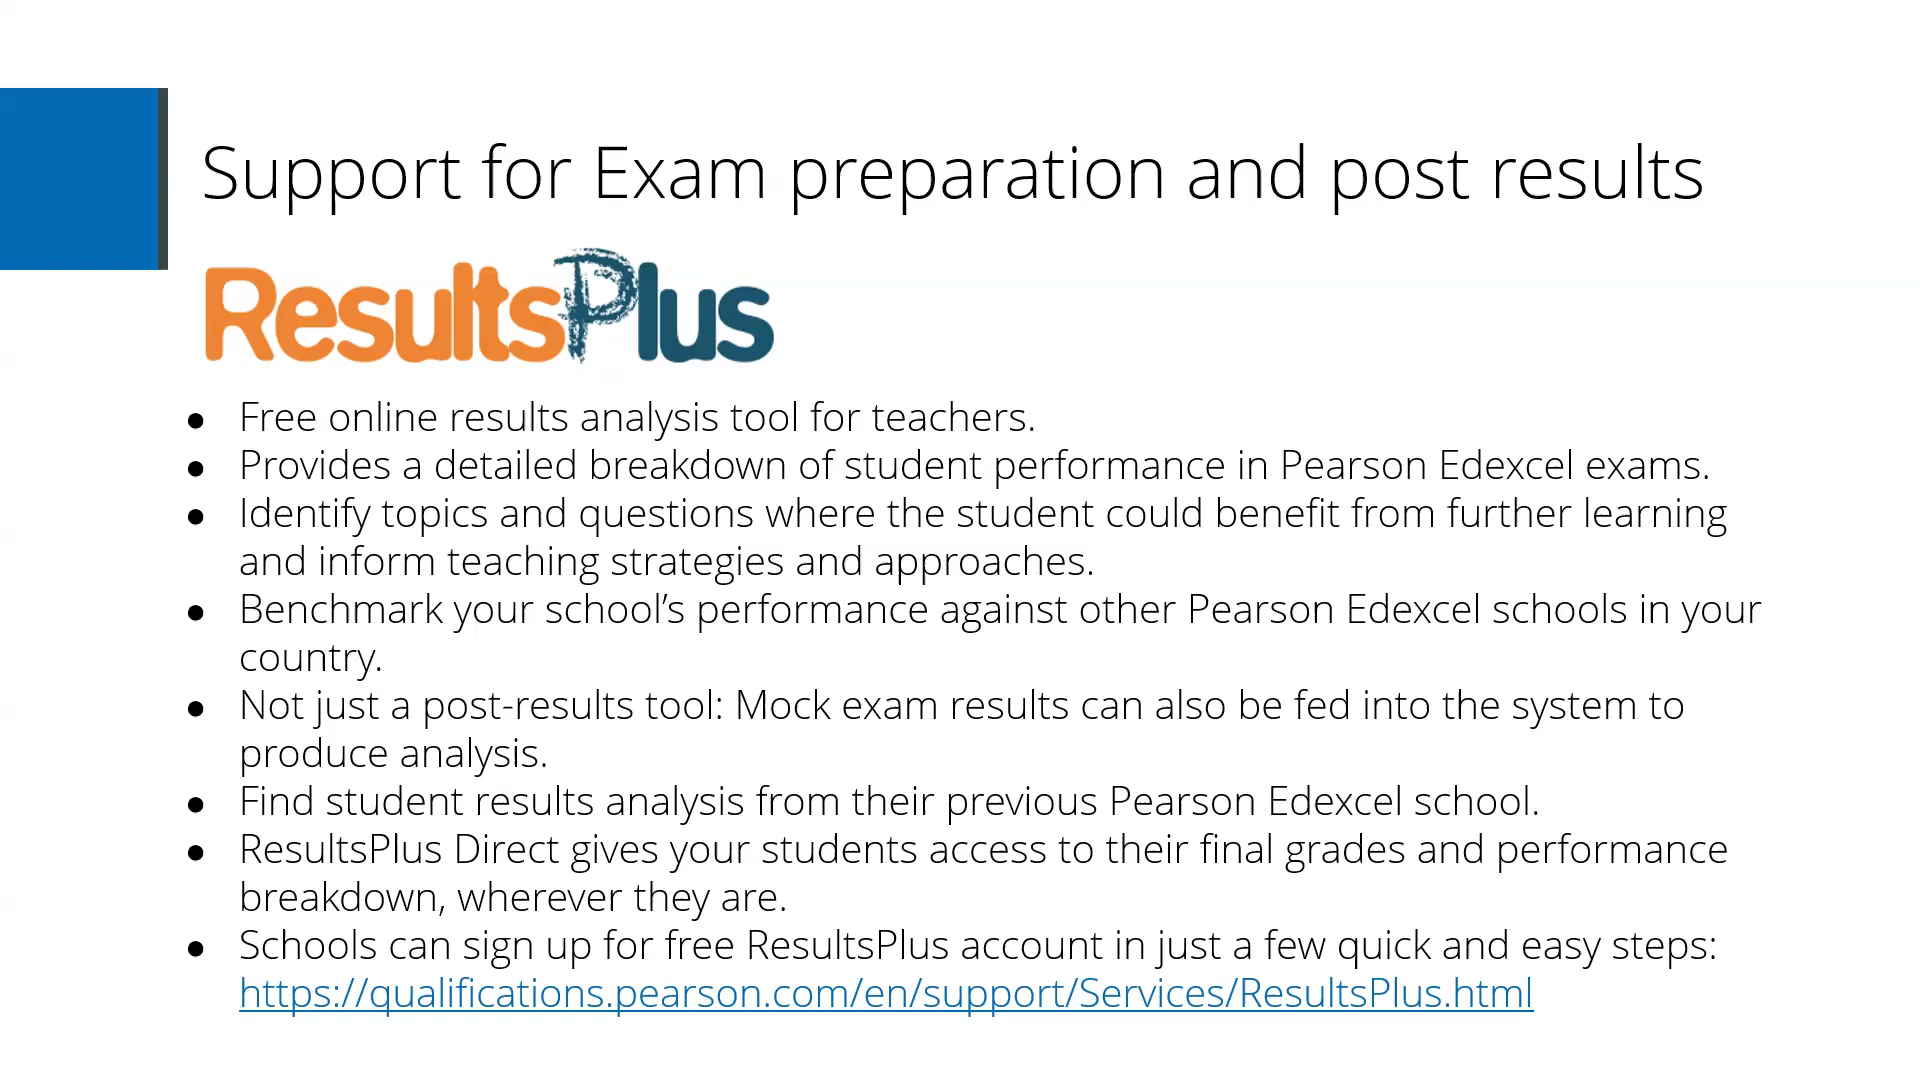 Support for Exam preparation and post results
ResultsPlus
● Free online results analysis tool for teachers.
● Provides a detailed breakdown of student performance in Pearson Edexcel exams.
● Identify topics and questions where the student could benefit from further learning
and inform teaching strategies and approaches.
● Benchmark your school’s performance against other Pearson Edexcel schools in your
country.
● Not just a post-results tool: Mock exam results can also be fed into the system to
produce analysis.
● Find student results analysis from their previous Pearson Edexcel school.
● ResultsPlus Direct gives your students access to their final grades and performance
breakdown, wherever they are.
● Schools can sign up for free ResultsPlus account in just a few quick and easy steps:
https://qualifications.pearson.com/en/support/Services/ResultsPlus.html